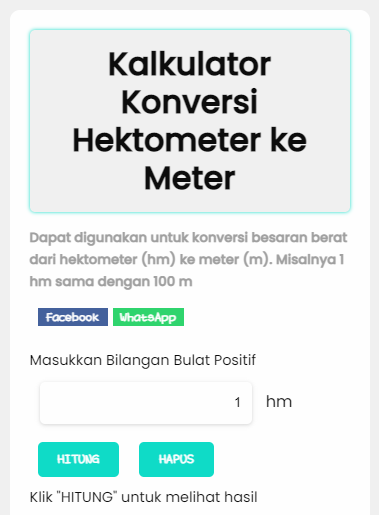 Kalkulator
Konversi
Hektometer ke
Meter
Dapat digunakan untuk konversi besaran berat
dari hektometer (hm) ke meter (m). Misalnya 1
hm sama dengan 100 m
Facebook WhatsApp
Masukkan Bilangan Bulat Positif
1 hm
HITUNG HAPUS
Klik "HITUNG" untuk melihat hasil